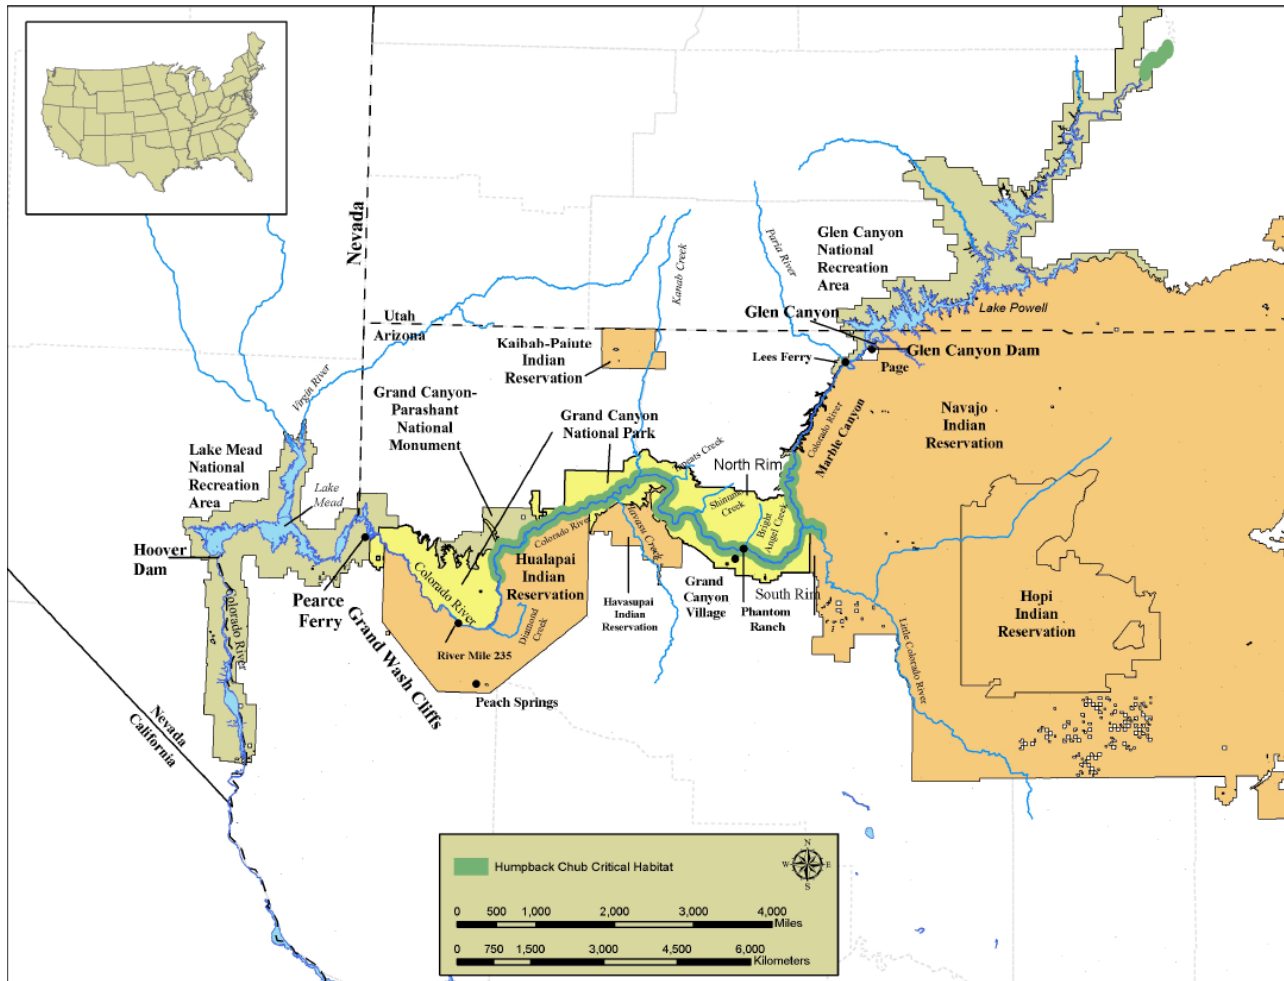 Nevada
Utah
Arizona
Kanab Creek
Paria River
Glen Canyon
National
Recreation
Area
Lake Powell
Glen Canyon
Glen Canyon Dam
Lees Ferry
Page
Kaibab-Paiute
Indian
Reservation
Virgin River
Grand Canyon-
Parashant
National
Monument
Grand Canyon
National Park
Colorado River
Marble Canyon
Navajo
Indian
Reservation
Lake Mead
National
Recreation
Area
Lake
Mead
North Rim
Shinumo
Creek
Bright
Angel Creek
Colorado River
Havasu Creek
Hoover
Dam
Pearce
Ferry
Grand Wash Cliffs
Colorado River
Hualapai
Indian
Reservation
Diamond
Creek
River Mile 235
Peach Springs
Havasupai
Indian
Reservation
Grand
Canyon
Village
South Rim
Phantom
Ranch
Hopi
Indian
Reservation
Little Colorado River
Colorado River
Nevada
California
Humpback Chub Critical Habitat
N
W E
S
0 500 1,000 2,000 3,000 4,000
Miles
0 750 1,500 3,000 4,500 6,000
Kilometers